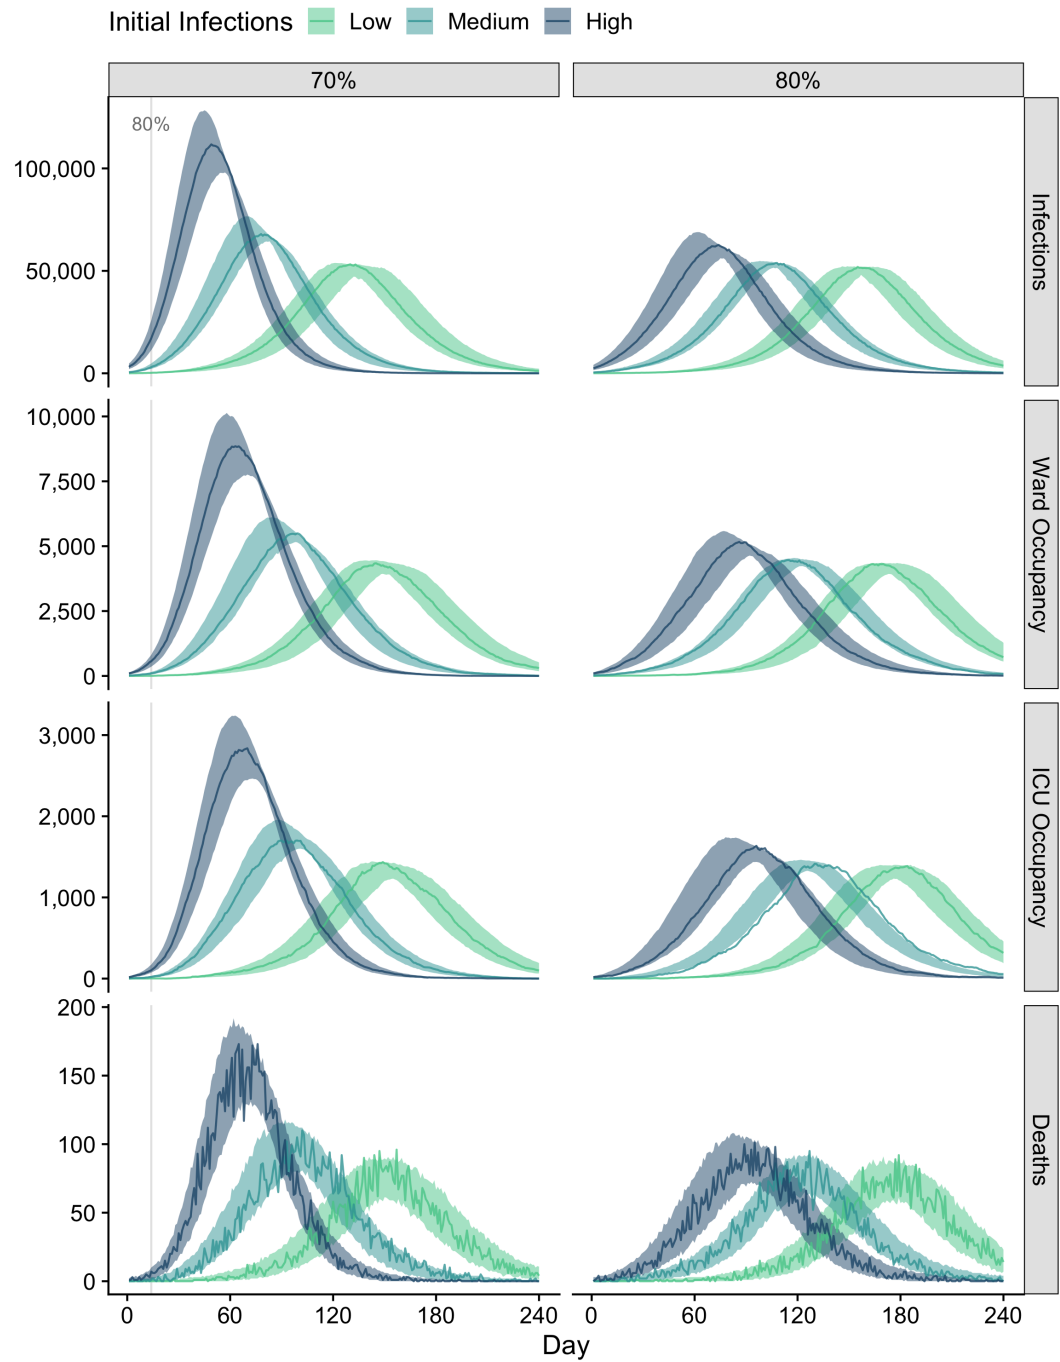 Initial Infections Low Medium High
70% 80%
80%
100,000
50,000
0
Infections
10,000
7,500
5,000
2,500
0
Ward Occupancy
3,000
2,000
1,000
0
ICU Occupancy
200
150
100
50
0
Deaths
0 60 120 180 240 0 60 120 180 240
Day